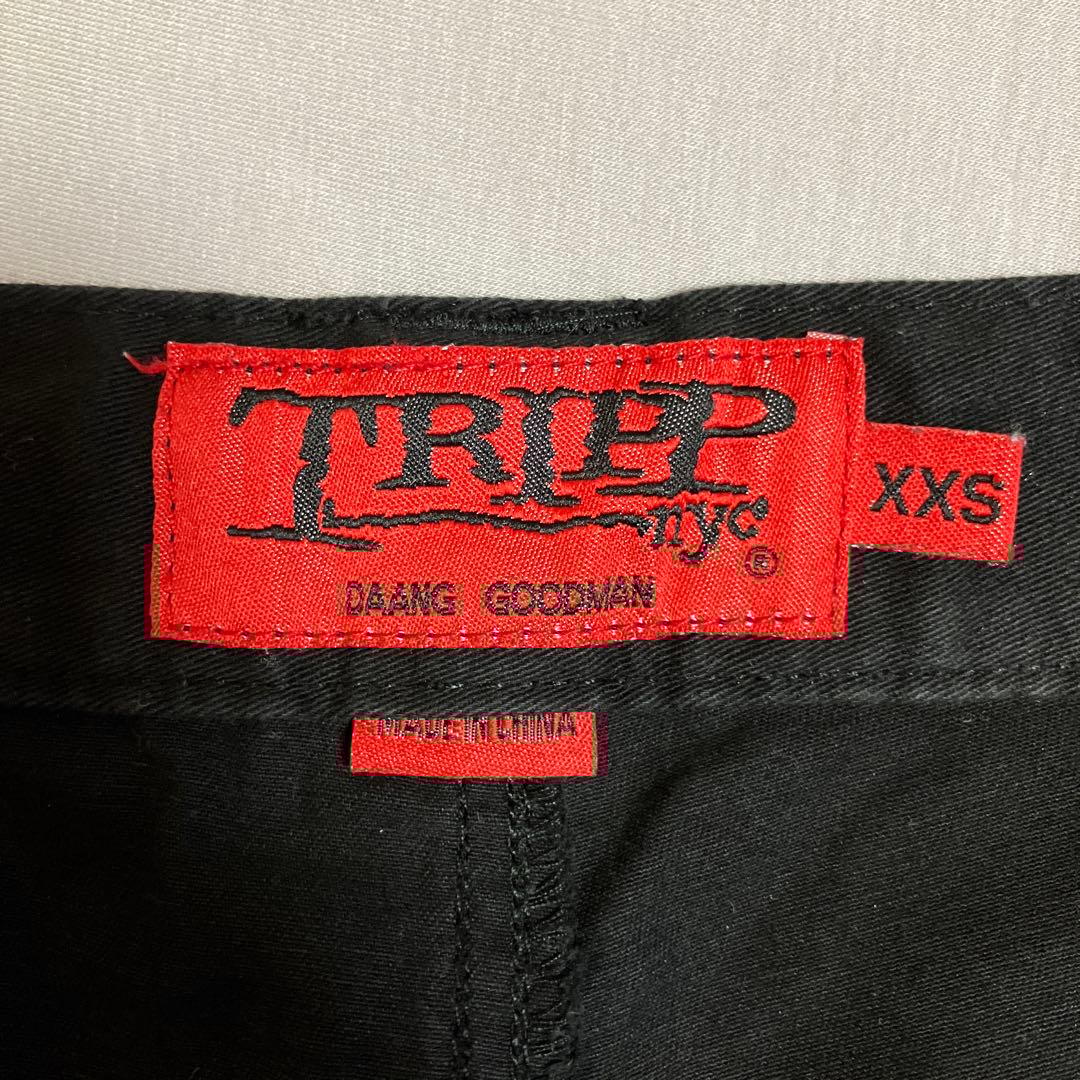 TRIPP
nyc
®
XXS
DAANG GOODMAN
MADE IN CHINA